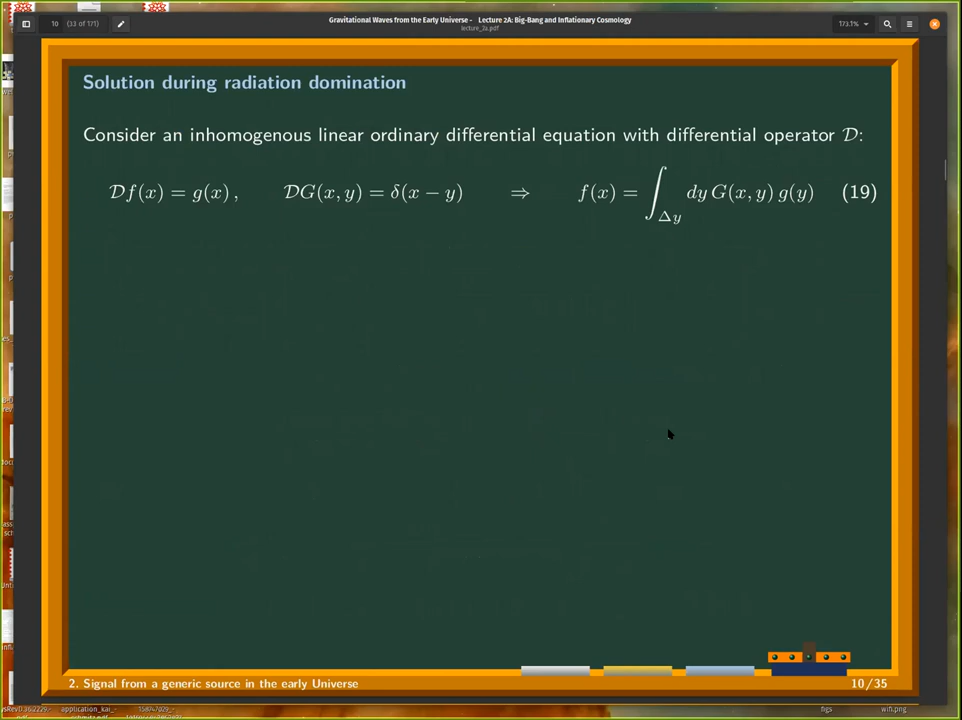 Gravitational Waves from the Early Universe - Lecture 2A: Big-Bang and Inflationary Cosmology
lecture_2a.pdf
10 (33 of 171)
173.1%
Solution during radiation domination
Consider an inhomogenous linear ordinary differential equation with differential operator 𝒟:
𝒟f(x) = g(x) , 𝒟G(x, y) = δ(x − y) ⇒ f(x) = ∫_Δy dy G(x, y) g(y) (19)
2. Signal from a generic source in the early Universe 10/35
wifi.png